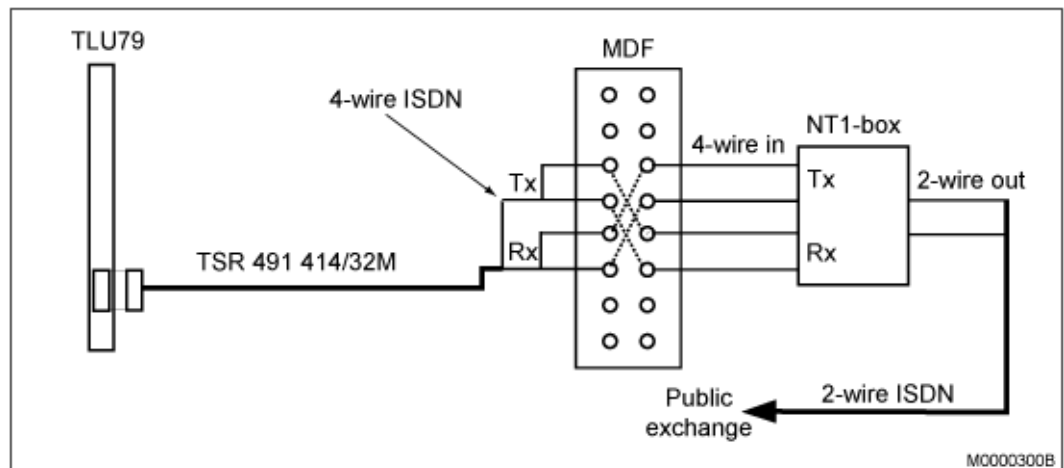 TLU79
MDF
4-wire ISDN
NT1-box
4-wire in
Tx
Tx
2-wire out
Rx
Rx
TSR 491 414/32M
Public
exchange
2-wire ISDN
M0000300B